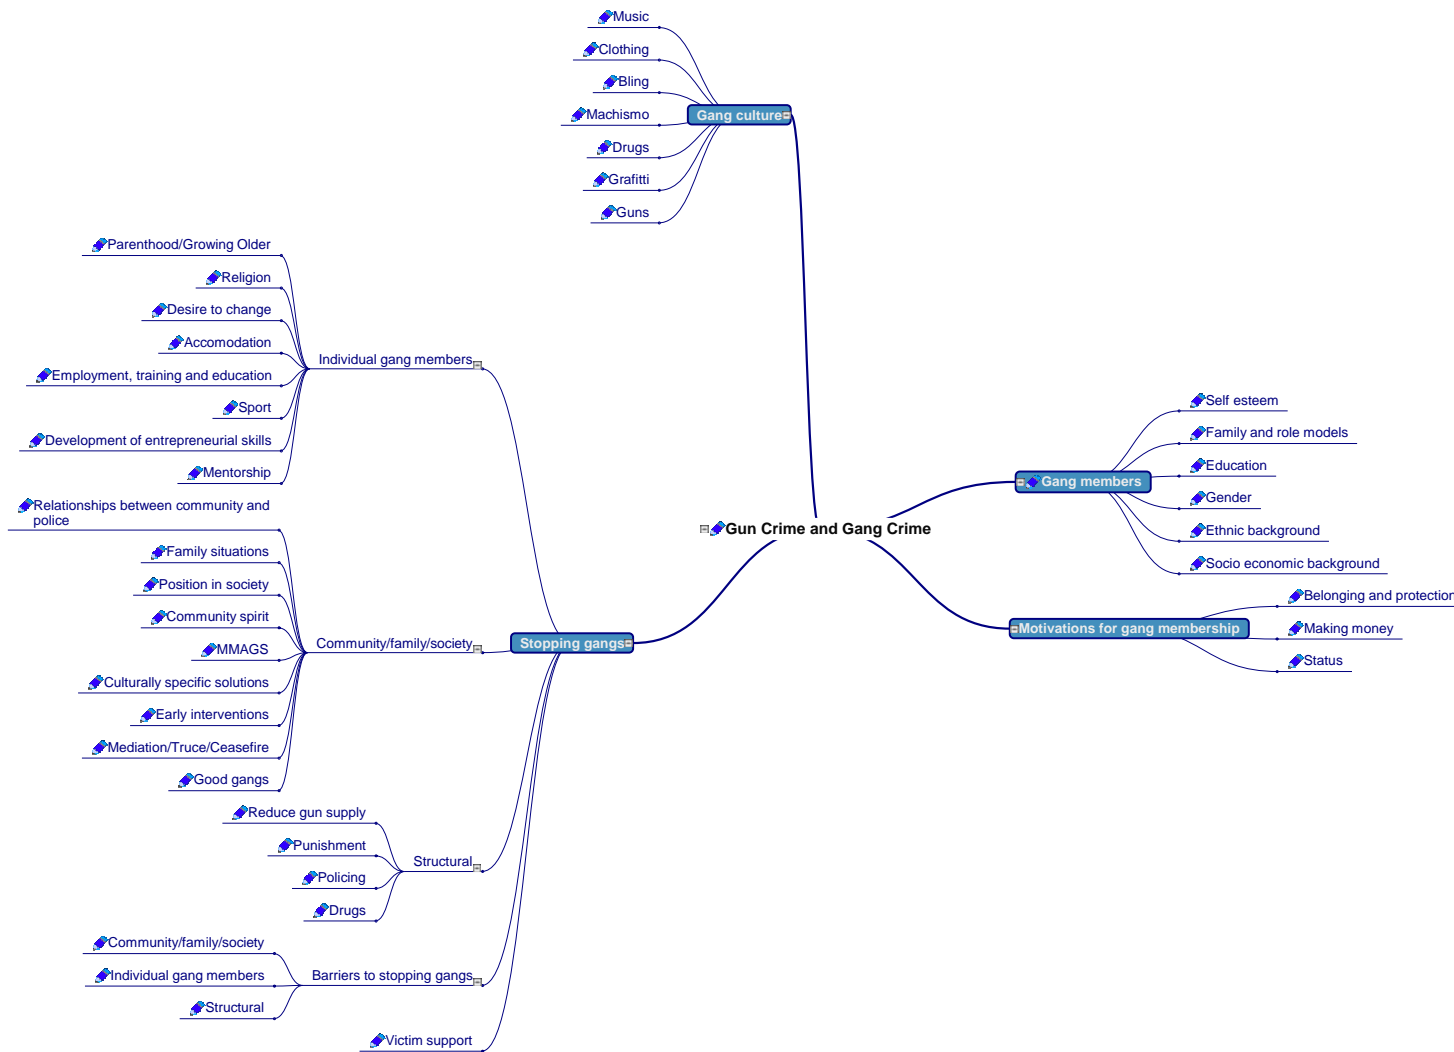 Music
Clothing
Bling
Machismo
Gang culture
Drugs
Grafitti
Guns
Parenthood/Growing Older
Religion
Desire to change
Accomodation
Individual gang members
Employment, training and education
Sport
Development of entrepreneurial skills
Mentorship
Relationships between community and
police
Family situations
Position in society
Community spirit
Community/family/society
MMAGS
Culturally specific solutions
Early interventions
Mediation/Truce/Ceasefire
Good gangs
Stopping gangs
Reduce gun supply
Punishment
Structural
Policing
Drugs
Community/family/society
Individual gang members
Barriers to stopping gangs
Structural
Victim support
Gun Crime and Gang Crime
Self esteem
Family and role models
Education
Gang members
Gender
Ethnic background
Socio economic background
Belonging and protection
Motivations for gang membership
Making money
Status